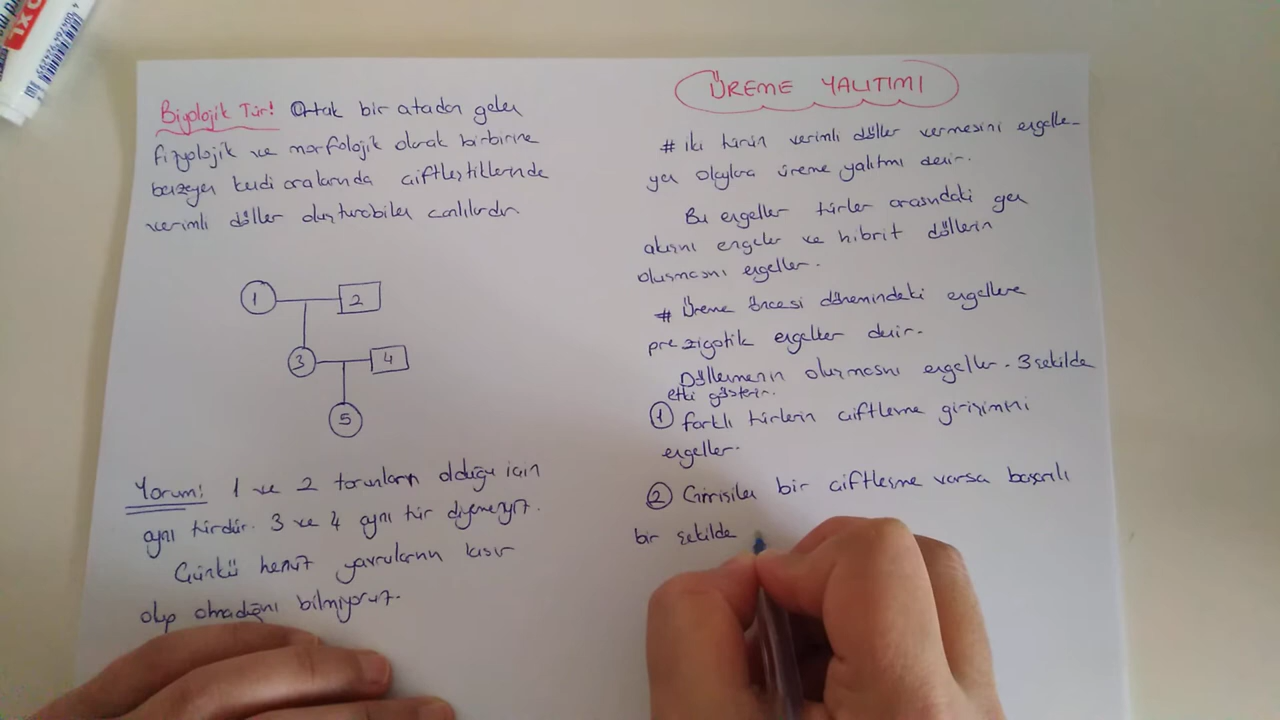 Biyolojik Tür! Ortak bir atadan gelen
fizyolojik ve morfolojik olarak birbirine
benzeyen kendi aralarında çiftleştiklerinde
verimli döller oluşturabilen canlılardır.
1
2
3
4
5
Yorum! 1 ve 2 torunların olduğu için
aynı türdür. 3 ve 4 aynı tür diyemeyiz.
Çünkü henüz yavruların kısır
olup olmadığını bilmiyoruz.
ÜREME YALITIMI
# İki türün verimli döller vermesini engelle-
yen olaylara üreme yalıtımı denir.
Bu engeller türler arasındaki gen
akışını engeller ve hibrit döllerin
oluşmasını engeller.
# Üreme öncesi dönemindeki engellere
prezigotik engeller denir.
Döllenmenin oluşmasını engeller. 3 şekilde
etki gösterir.
1 farklı türlerin çiftleşme girişimini
engeller.
2 Girişilen bir çiftleşme varsa başarılı
bir şekilde